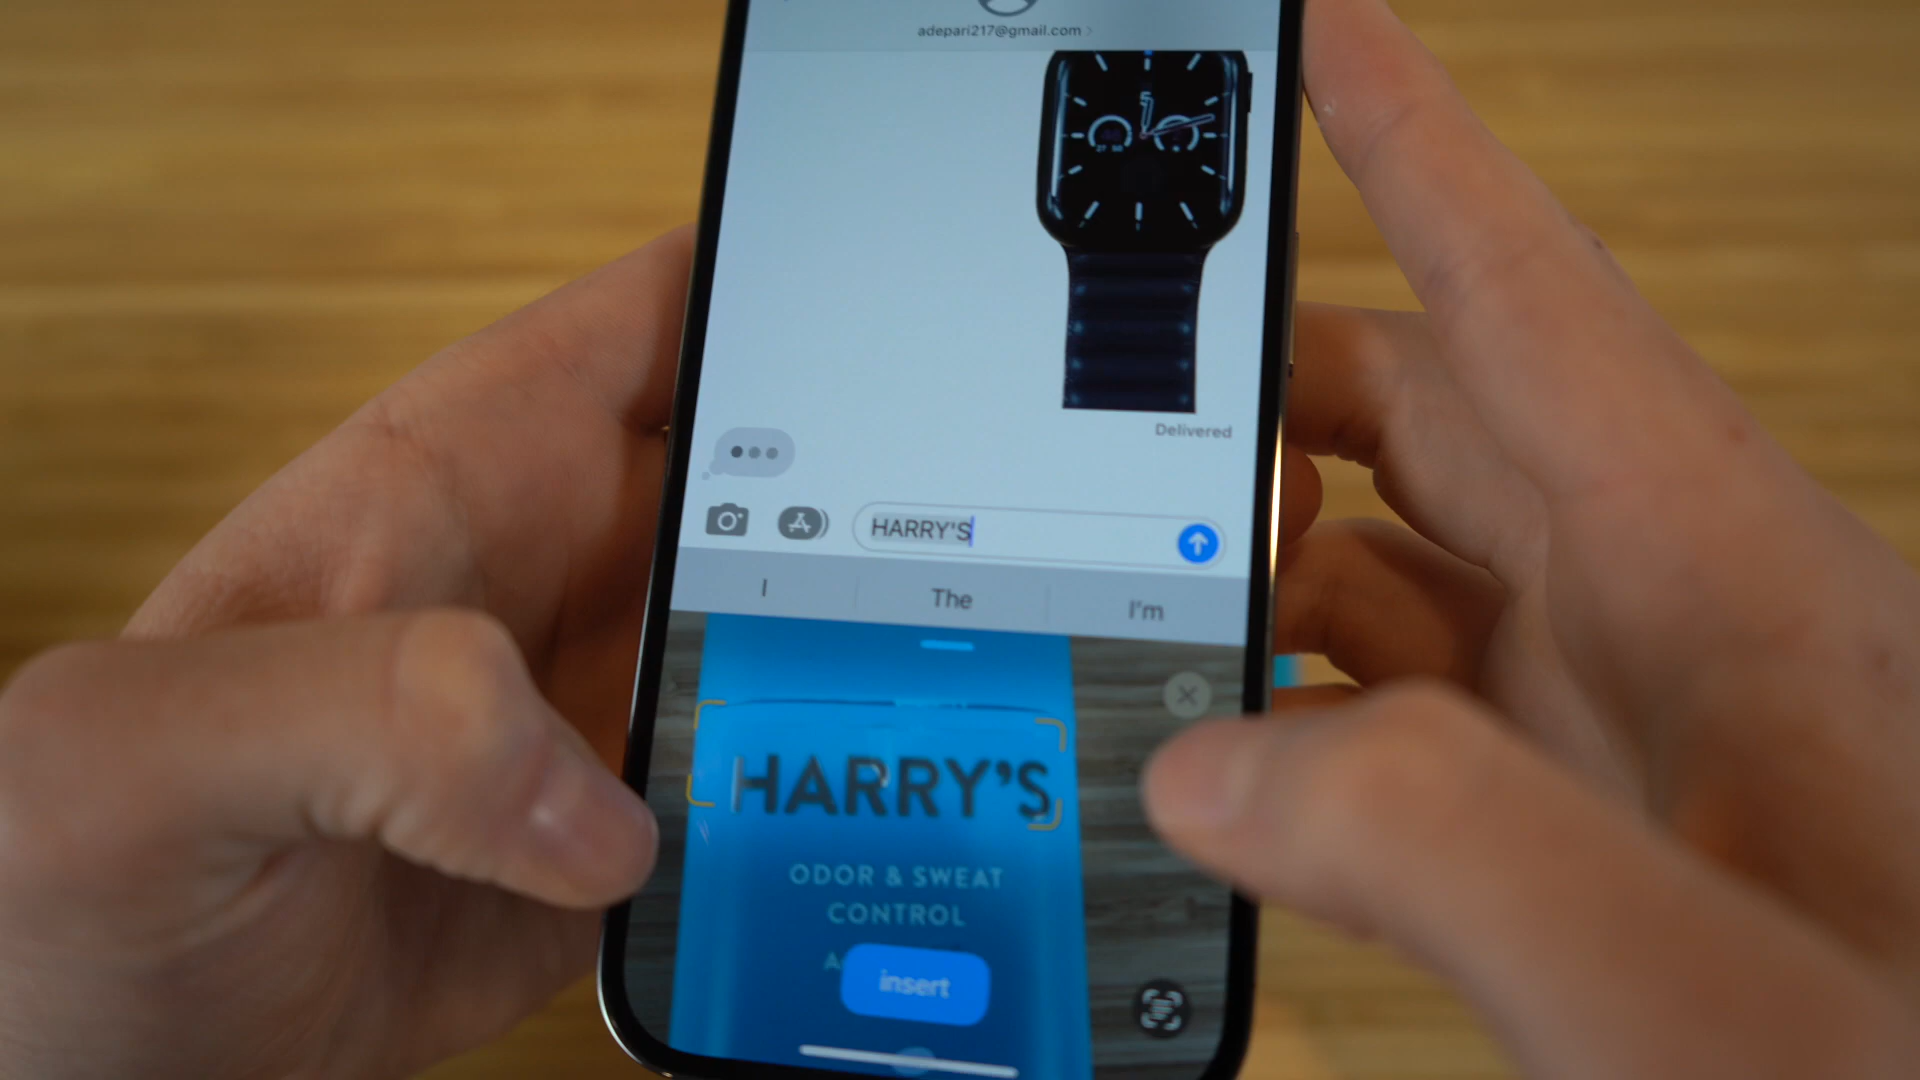 adepari217@gmail.com
Delivered
HARRY'S
I
The
I'm
HARRY'S
ODOR & SWEAT
CONTROL
insert